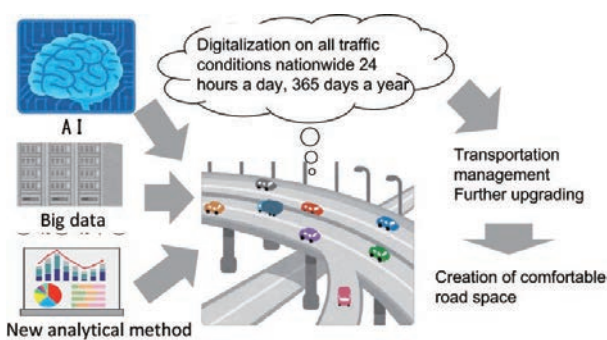 Digitalization on all traffic
conditions nationwide 24
hours a day, 365 days a year
AI
Big data
New analytical method
Transportation
management
Further upgrading
Creation of comfortable
road space